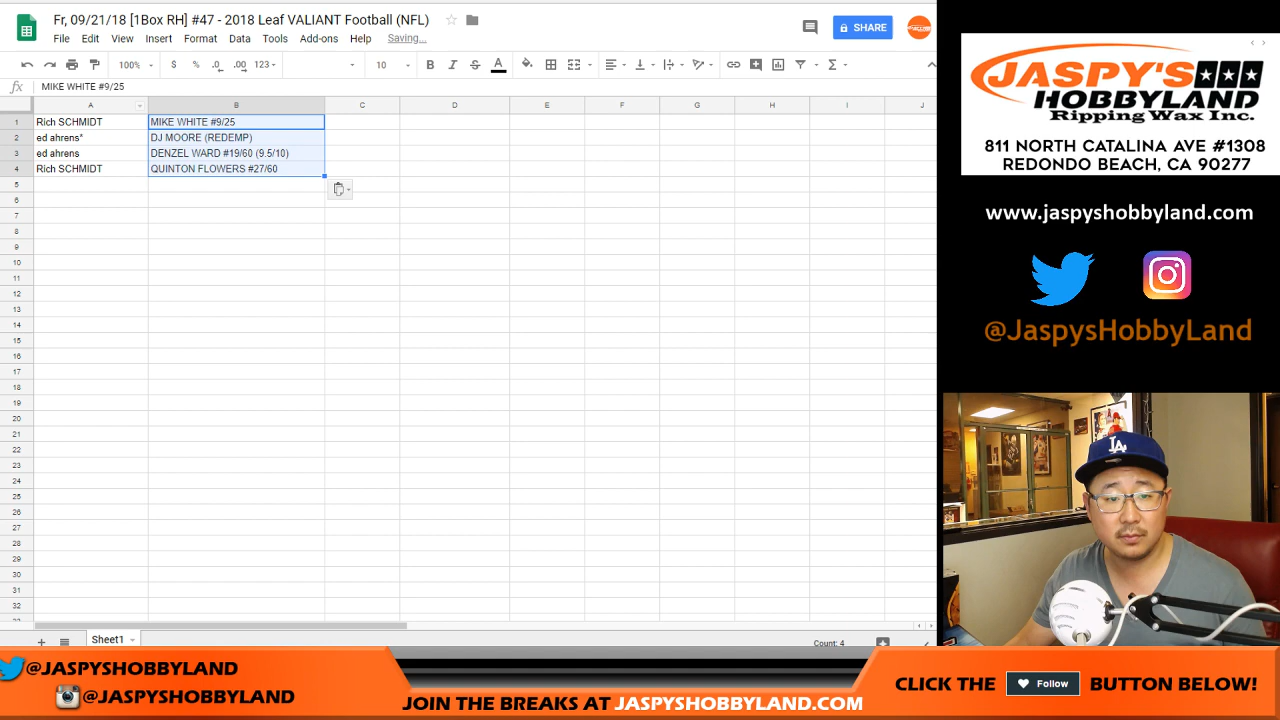 Fr, 09/21/18 [1Box RH] #47 - 2018 Leaf VALIANT Football (NFL)
File Edit View Format Data Tools Add-ons Help Saving...
SHARE
100% $ % .0 .00 123 10 B I S A
fx MIKE WHITE #9/25
A B C D E F G H I J
1 Rich SCHMIDT MIKE WHITE #9/25
2 ed ahrens* DJ MOORE (REDEMP)
3 ed ahrens DENZEL WARD #19/60 (9.5/10)
4 Rich SCHMIDT QUINTON FLOWERS #27/60
5
6
7
8
9
10
11
12
13
14
15
16
17
18
19
20
21
22
23
24
25
26
27
28
29
30
31
32
Sheet1
Count: 4
JASPY'S
HOBBYLAND
Ripping Wax Inc.
811 NORTH CATALINA AVE #1308
REDONDO BEACH, CA 90277
www.jaspyshobbyland.com
@JaspysHobbyLand
LA
@JASPYSHOBBYLAND
@JASPYSHOBBYLAND
JOIN THE BREAKS AT JASPYSHOBBYLAND.COM
CLICK THE Follow BUTTON BELOW!